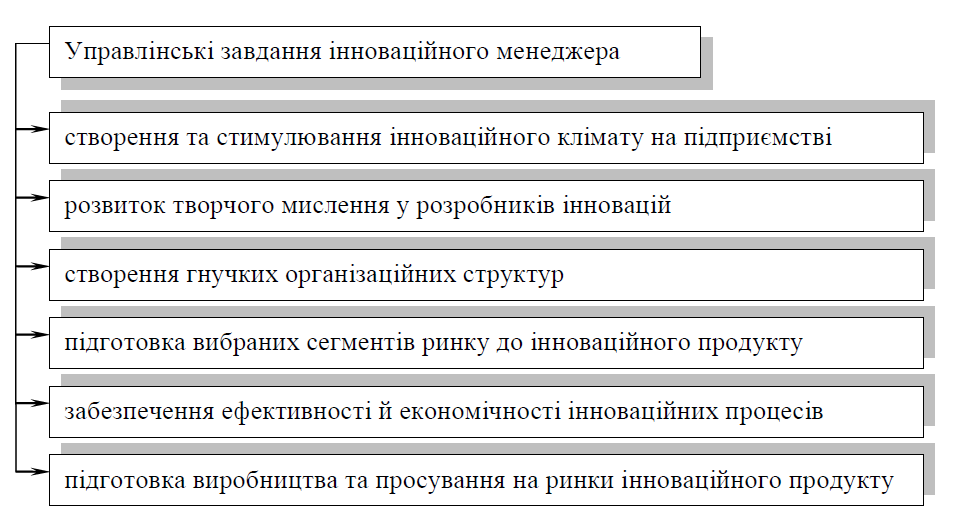 Управлінські завдання інноваційного менеджера
створення та стимулювання інноваційного клімату на підприємстві
розвиток творчого мислення у розробників інновацій
створення гнучких організаційних структур
підготовка вибраних сегментів ринку до інноваційного продукту
забезпечення ефективності й економічності інноваційних процесів
підготовка виробництва та просування на ринки інноваційного продукту